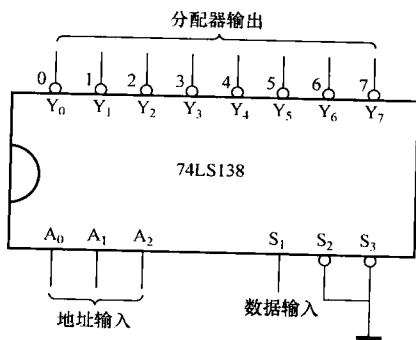 分配器输出
0 1 2 3 4 5 6 7
Y₀ Y₁ Y₂ Y₃ Y₄ Y₅ Y₆ Y₇
74LS138
A₀ A₁ A₂ S₁ S₂ S₃
地址输入 数据输入